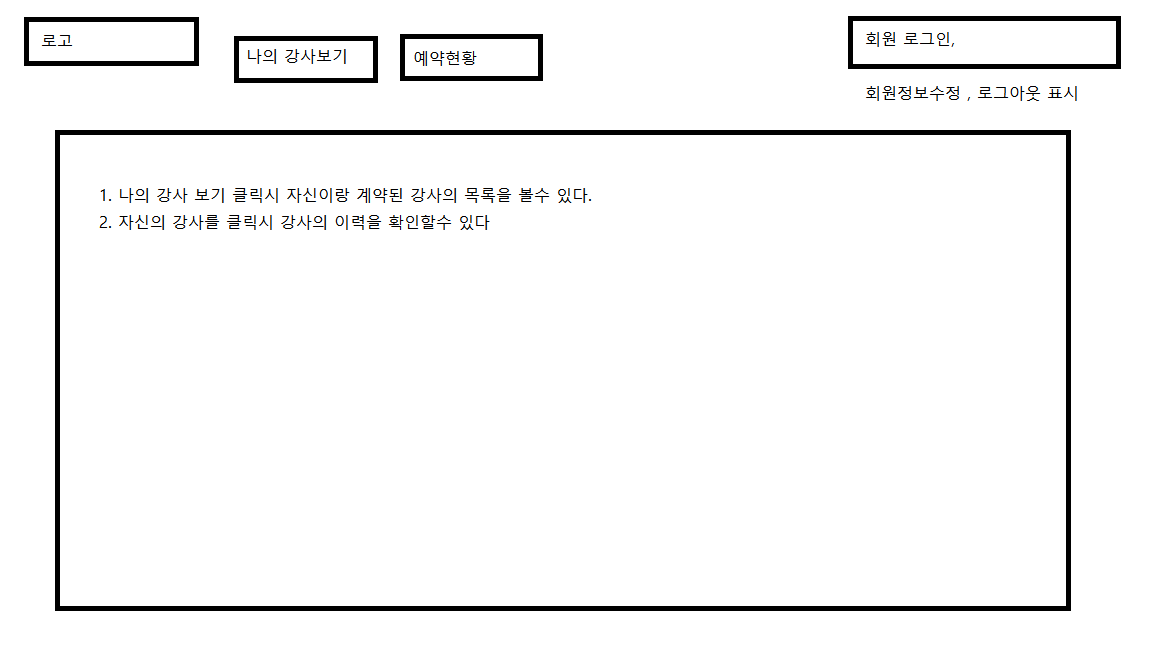 로고
나의 강사보기
예약현황
회원 로그인,
회원정보수정 , 로그아웃 표시
1. 나의 강사 보기 클릭시 자신이랑 계약된 강사의 목록을 볼수 있다.
2. 자신의 강사를 클릭시 강사의 이력을 확인할수 있다